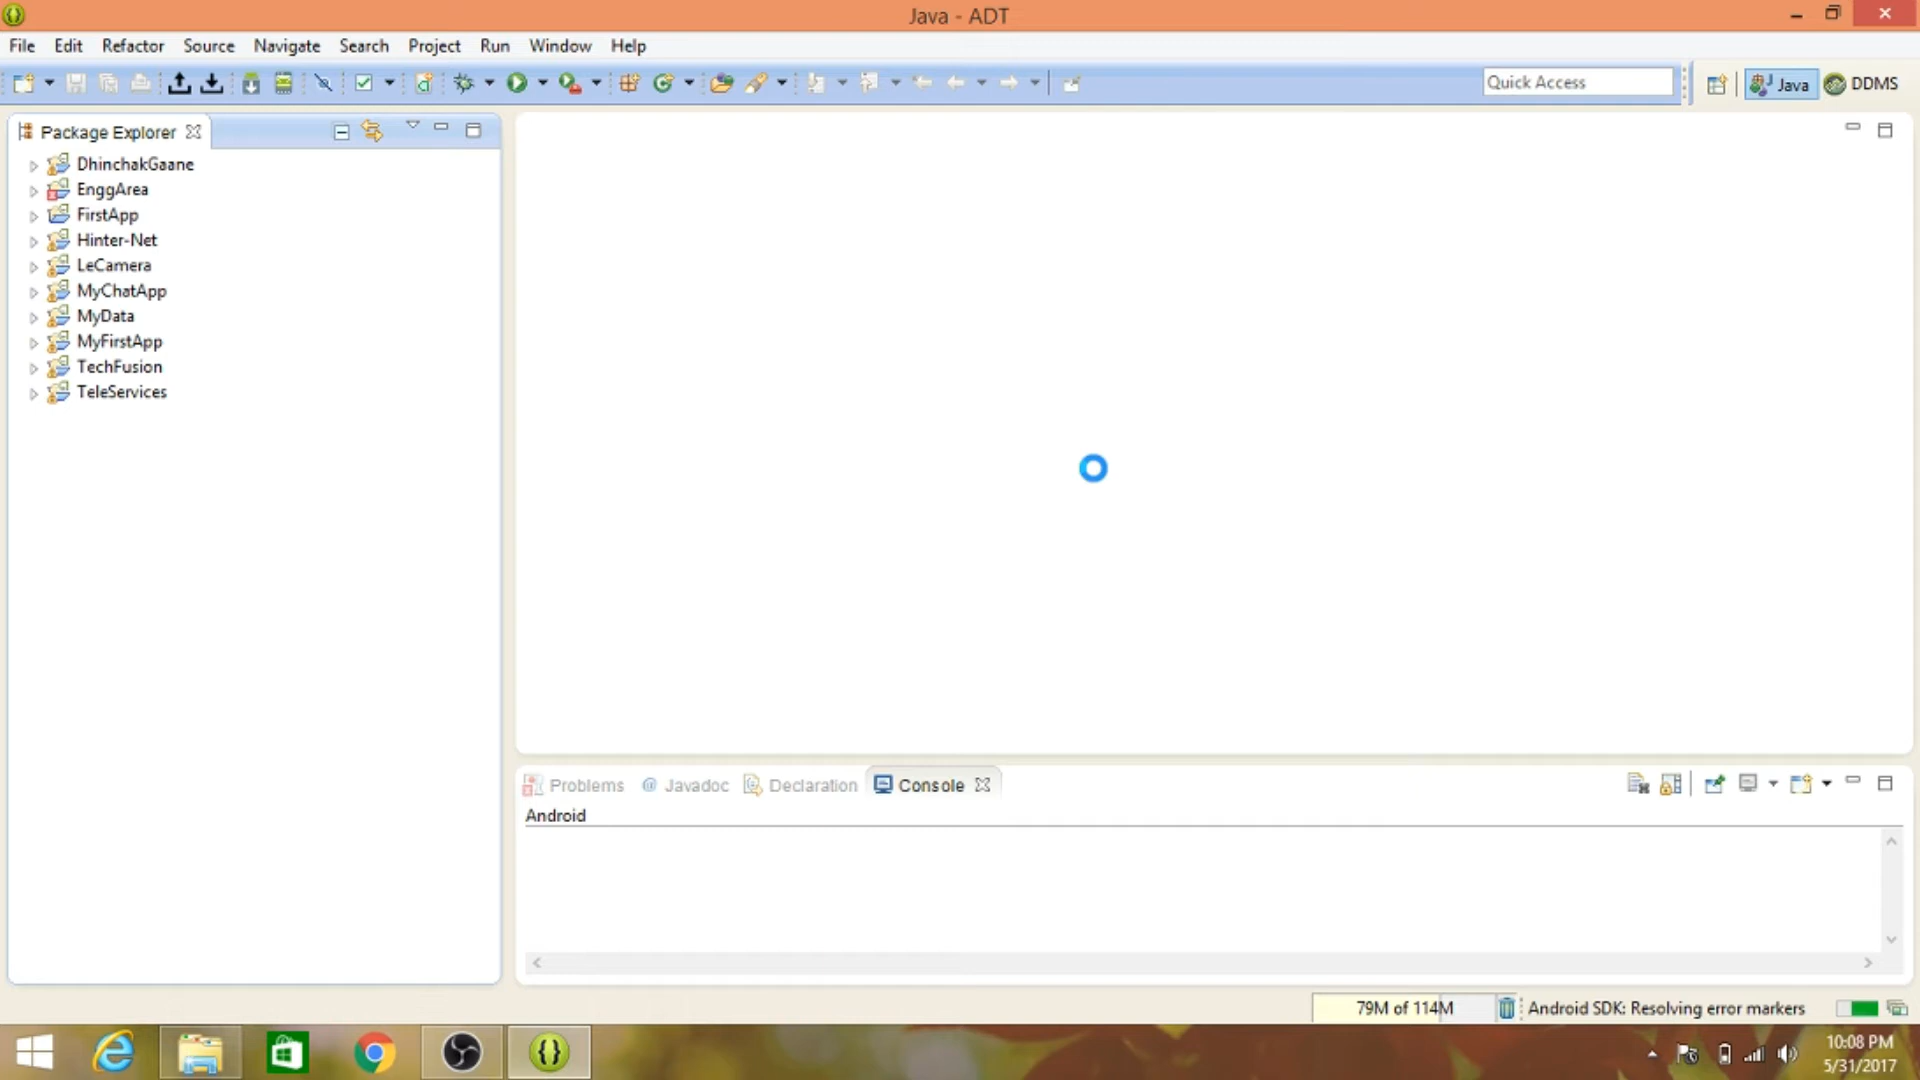 Java - ADT
File Edit Refactor Source Navigate Search Project Run Window Help
Quick Access
Java
DDMS
Package Explorer
DhinchakGaane
EnggArea
FirstApp
Hinter-Net
LeCamera
MyChatApp
MyData
MyFirstApp
TechFusion
TeleServices
Problems @ Javadoc Declaration Console
Android
79M of 114M
Android SDK: Resolving error markers
10:08 PM
5/31/2017